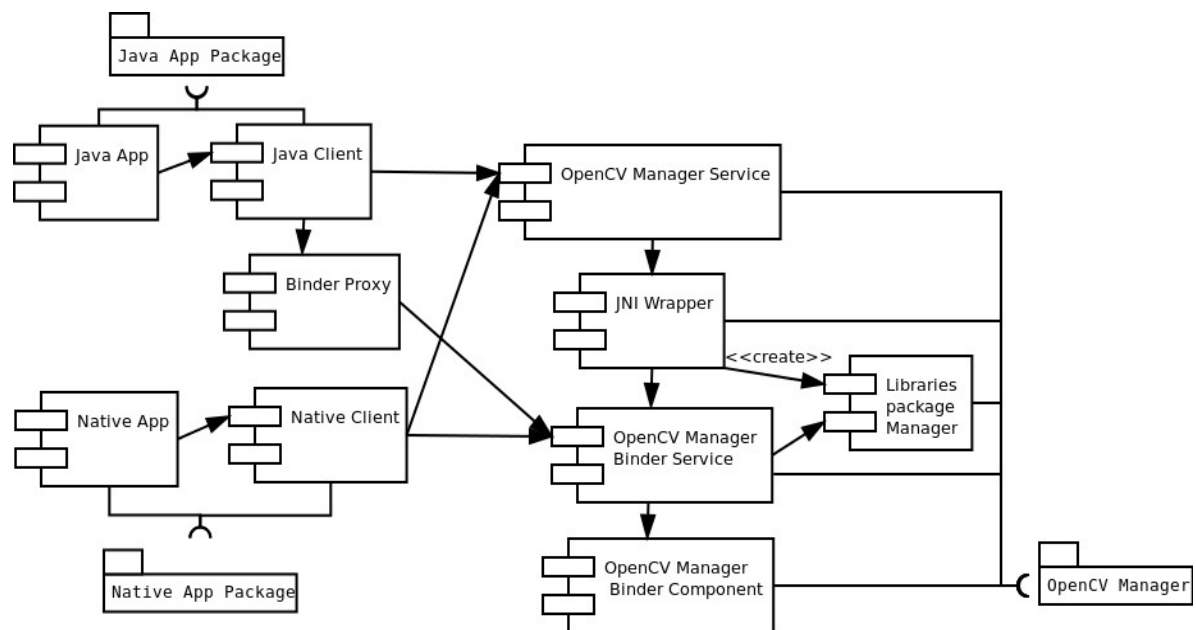 Java App Package
Java App
Java Client
OpenCV Manager Service
Binder Proxy
JNI Wrapper
<<create>>
Libraries
package
Manager
Native App
Native Client
OpenCV Manager
Binder Service
OpenCV Manager
Binder Component
Native App Package
OpenCV Manager